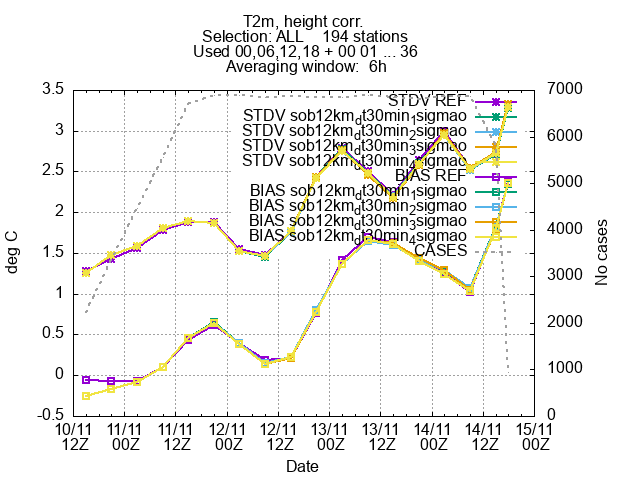 T2m, height corr.
Selection: ALL 194 stations
Used 00,06,12,18 + 00 01 ... 36
Averaging window: 6h
3.5
3
2.5
2
1.5
1
0.5
0
-0.5
deg C
7000
6000
5000
4000
3000
2000
1000
0
No cases
STDV REF
STDV sob12km_dt30min_1sigmao
STDV sob12km_dt30min_2sigmao
STDV sob12km_dt30min_3sigmao
STDV sob12km_dt30min_4sigmao
BIAS REF
BIAS sob12km_dt30min_1sigmao
BIAS sob12km_dt30min_2sigmao
BIAS sob12km_dt30min_3sigmao
BIAS sob12km_dt30min_4sigmao
CASES
10/11 11/11 11/11 12/11 12/11 13/11 13/11 14/11 14/11 15/11
12Z 00Z 12Z 00Z 12Z 00Z 12Z 00Z 12Z 00Z
Date